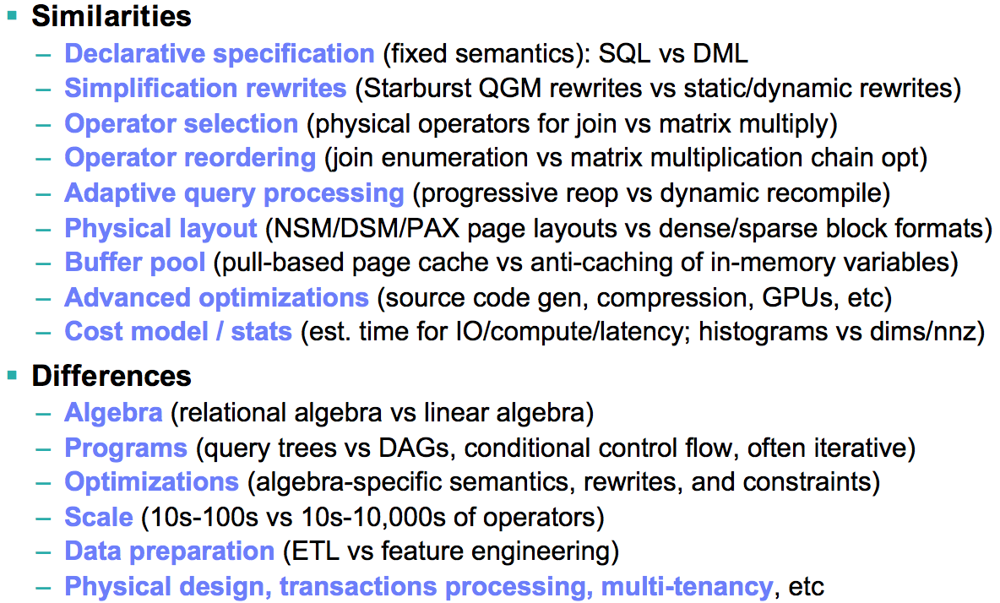 Similarities
– Declarative specification (fixed semantics): SQL vs DML
– Simplification rewrites (Starburst QGM rewrites vs static/dynamic rewrites)
– Operator selection (physical operators for join vs matrix multiply)
– Operator reordering (join enumeration vs matrix multiplication chain opt)
– Adaptive query processing (progressive reop vs dynamic recompile)
– Physical layout (NSM/DSM/PAX page layouts vs dense/sparse block formats)
– Buffer pool (pull-based page cache vs anti-caching of in-memory variables)
– Advanced optimizations (source code gen, compression, GPUs, etc)
– Cost model / stats (est. time for IO/compute/latency; histograms vs dims/nnz)
Differences
– Algebra (relational algebra vs linear algebra)
– Programs (query trees vs DAGs, conditional control flow, often iterative)
– Optimizations (algebra-specific semantics, rewrites, and constraints)
– Scale (10s-100s vs 10s-10,000s of operators)
– Data preparation (ETL vs feature engineering)
– Physical design, transactions processing, multi-tenancy, etc